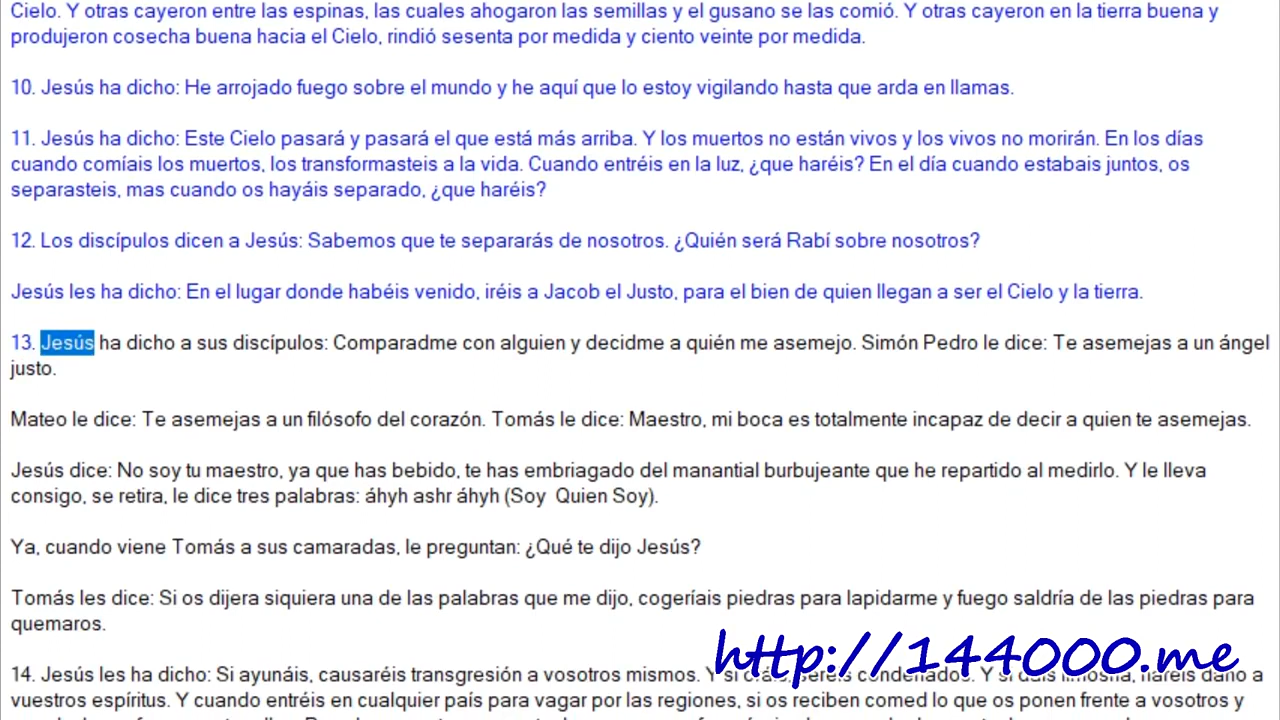 Cielo. Y otras cayeron entre las espinas, las cuales ahogaron las semillas y el gusano se las comió. Y otras cayeron en la tierra buena y
produjeron cosecha buena hacia el Cielo, rindió sesenta por medida y ciento veinte por medida.
10. Jesús ha dicho: He arrojado fuego sobre el mundo y he aquí que lo estoy vigilando hasta que arda en llamas.
11. Jesús ha dicho: Este Cielo pasará y pasará el que está más arriba. Y los muertos no están vivos y los vivos no morirán. En los días
cuando comíais los muertos, los transformasteis a la vida. Cuando entréis en la luz, ¿que haréis? En el día cuando estabais juntos, os
separasteis, mas cuando os hayáis separado, ¿que haréis?
12. Los discípulos dicen a Jesús: Sabemos que te separarás de nosotros. ¿Quién será Rabí sobre nosotros?
Jesús les ha dicho: En el lugar donde habéis venido, iréis a Jacob el Justo, para el bien de quien llegan a ser el Cielo y la tierra.
13. Jesús ha dicho a sus discípulos: Comparadme con alguien y decidme a quién me asemejo. Simón Pedro le dice: Te asemejas a un ángel
justo.
Mateo le dice: Te asemejas a un filósofo del corazón. Tomás le dice: Maestro, mi boca es totalmente incapaz de decir a quien te asemejas.
Jesús dice: No soy tu maestro, ya que has bebido, te has embriagado del manantial burbujeante que he repartido al medirlo. Y le lleva
consigo, se retira, le dice tres palabras: áhyh ashr áhyh (Soy Quien Soy).
Ya, cuando viene Tomás a sus camaradas, le preguntan: ¿Qué te dijo Jesús?
Tomás les dice: Si os dijera siquiera una de las palabras que me dijo, cogeríais piedras para lapidarme y fuego saldría de las piedras para
quemaros.
http://144000.me
14. Jesús les ha dicho: Si ayunáis, causaréis transgresión a vosotros mismos. Y si oráis, seréis condenados. Y si dais limosna, haréis daño a
vuestros espíritus. Y cuando entréis en cualquier país para vagar por las regiones, si os reciben comed lo que os ponen frente a vosotros y